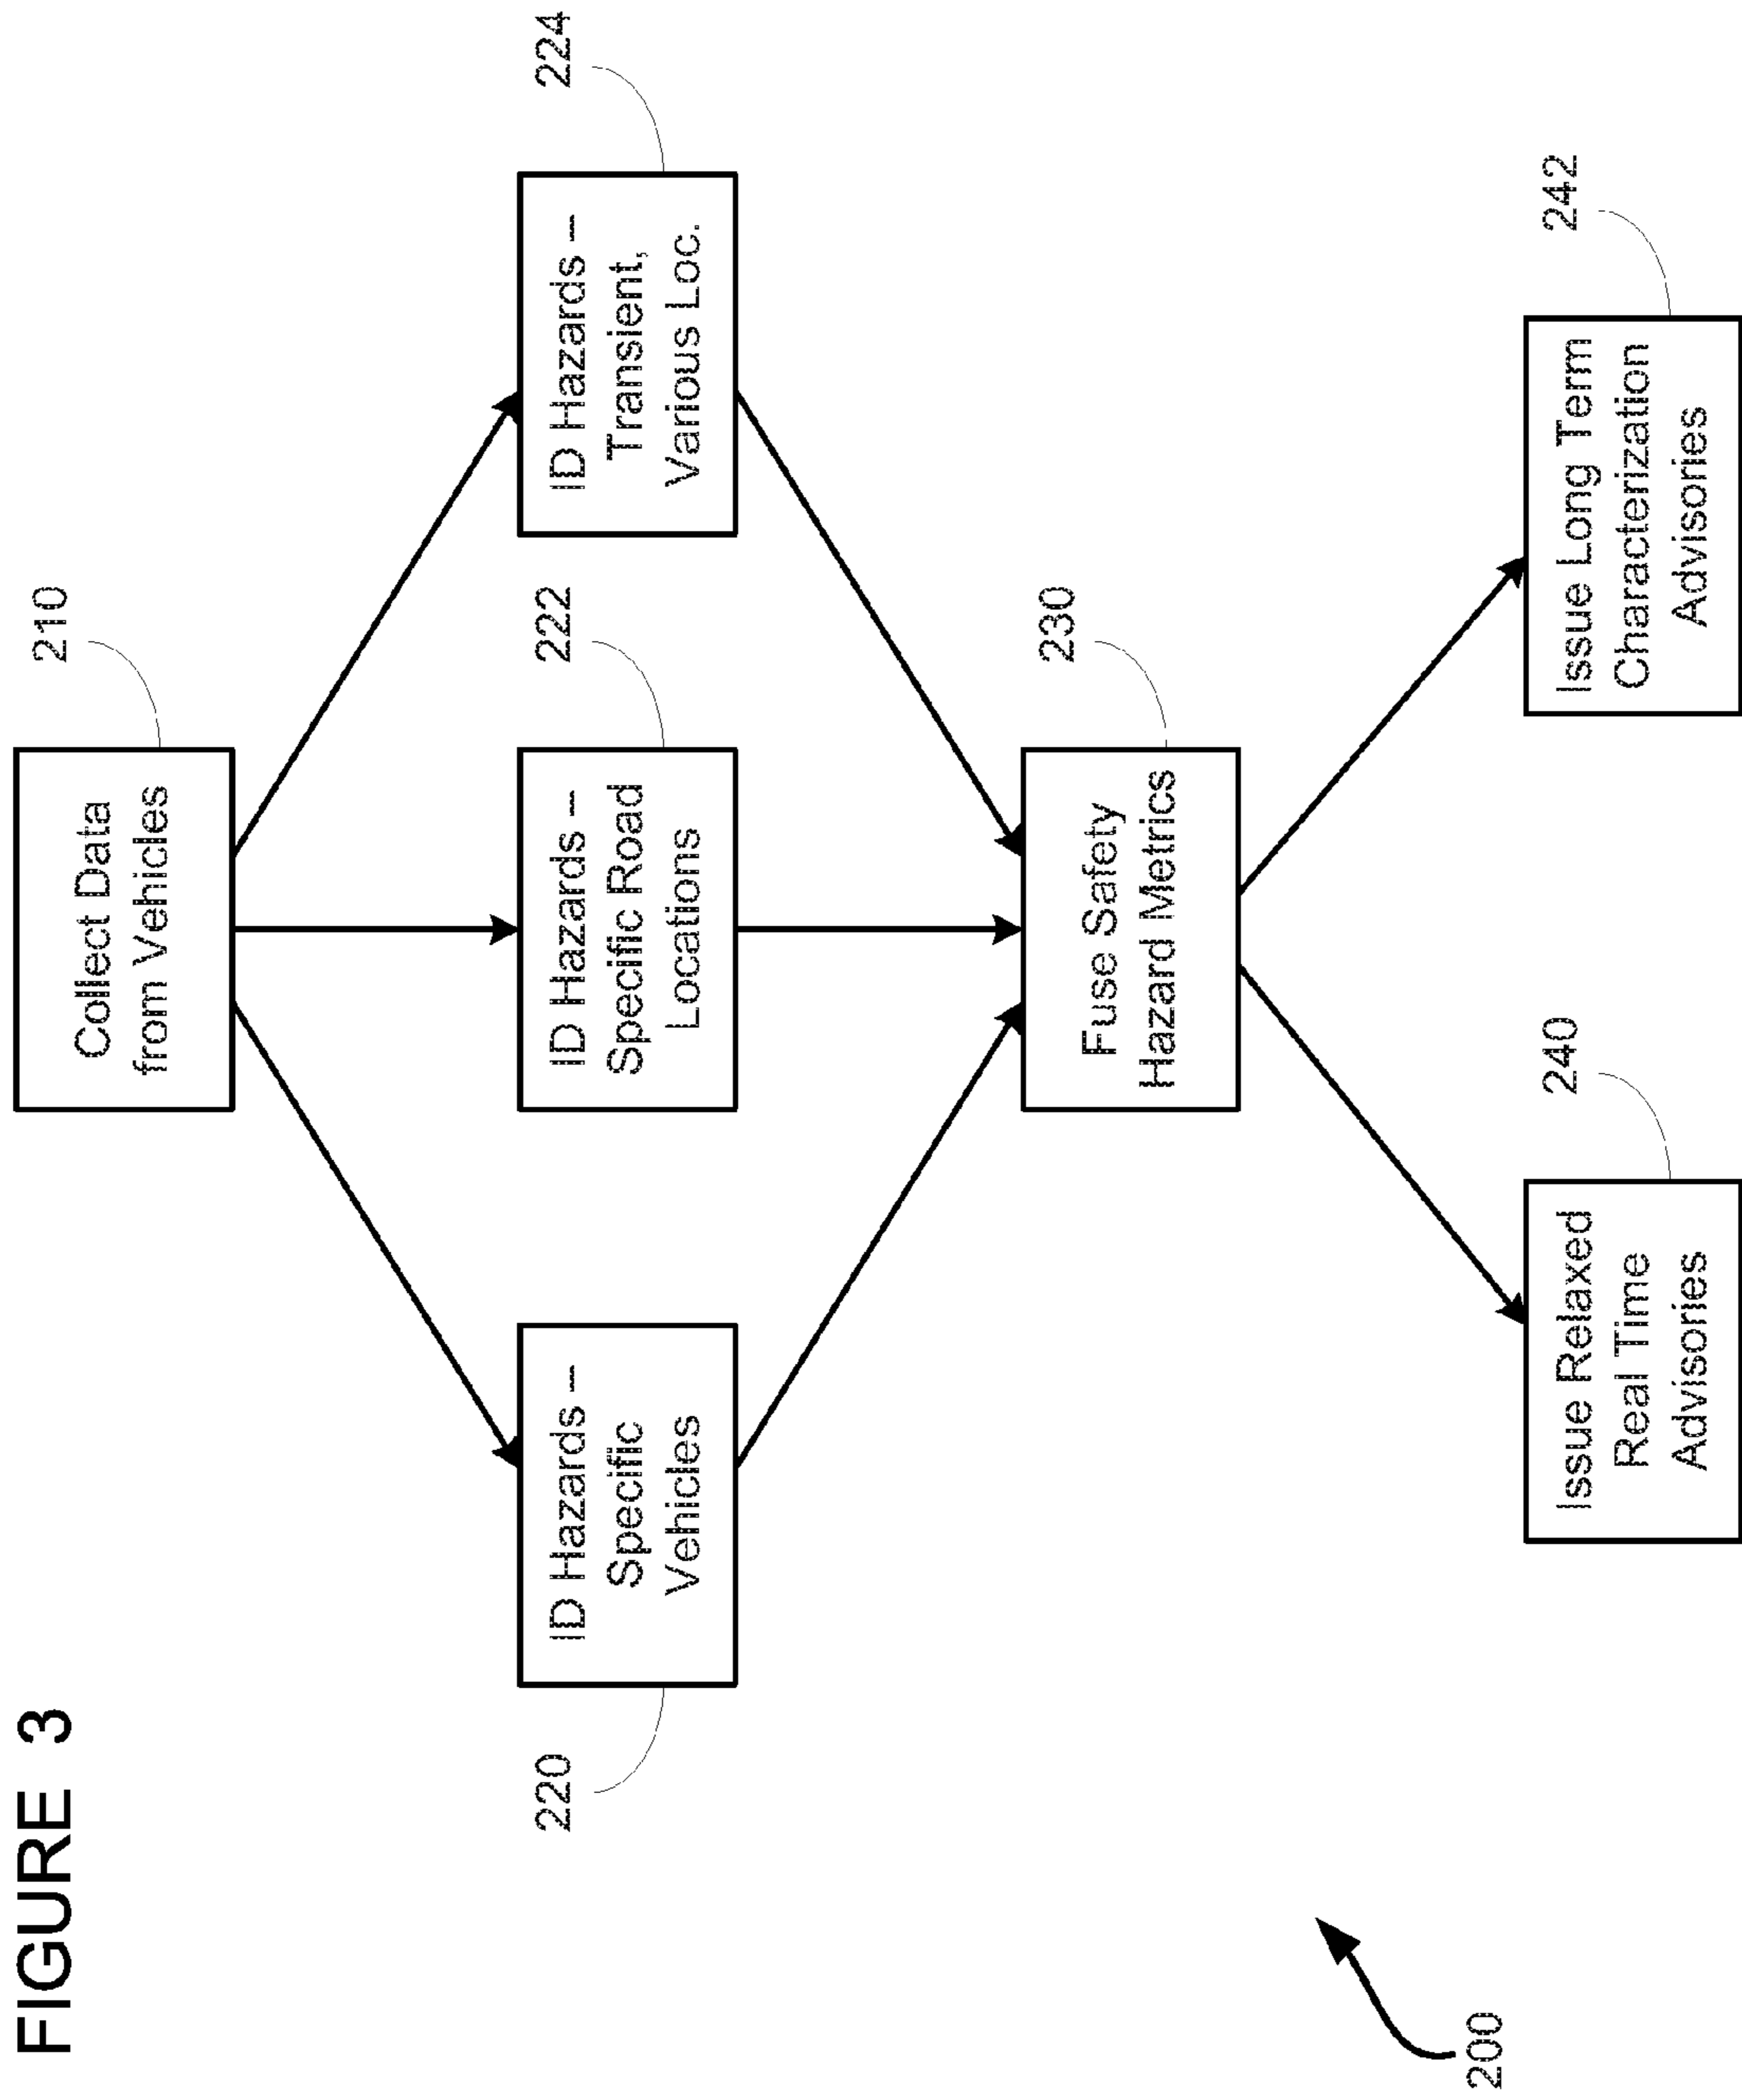 FIGURE 3
210
Collect Data
from Vehicles
220
ID Hazards –
Specific
Vehicles
222
ID Hazards –
Specific Road
Locations
224
ID Hazards –
Transient,
Various Loc.
230
Fuse Safety
Hazard Metrics
240
Issue Relaxed
Real Time
Advisories
242
Issue Long Term
Characterization
Advisories
200